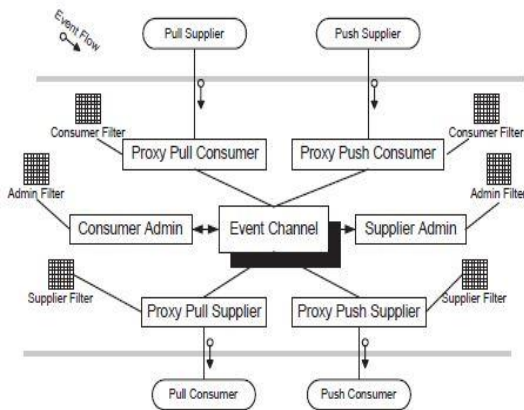 Event Flow
Pull Supplier
Push Supplier
Consumer Filter
Consumer Filter
Proxy Pull Consumer
Proxy Push Consumer
Admin Filter
Admin Filter
Consumer Admin
Event Channel
Supplier Admin
Supplier Filter
Supplier Filter
Proxy Pull Supplier
Proxy Push Supplier
Pull Consumer
Push Consumer